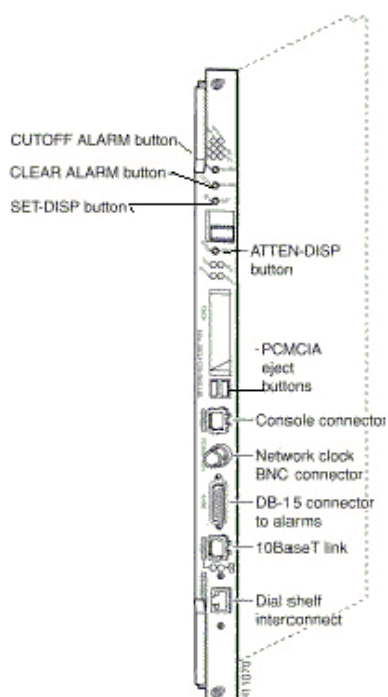 CUTOFF ALARM button
CLEAR ALARM button
SET-DISP button
ATTEN-DISP
button
PCMCIA
eject
buttons
Console connector
Network clock
BNC connector
DB-15 connector
to alarms
10BaseT link
Dial shelf
interconnect